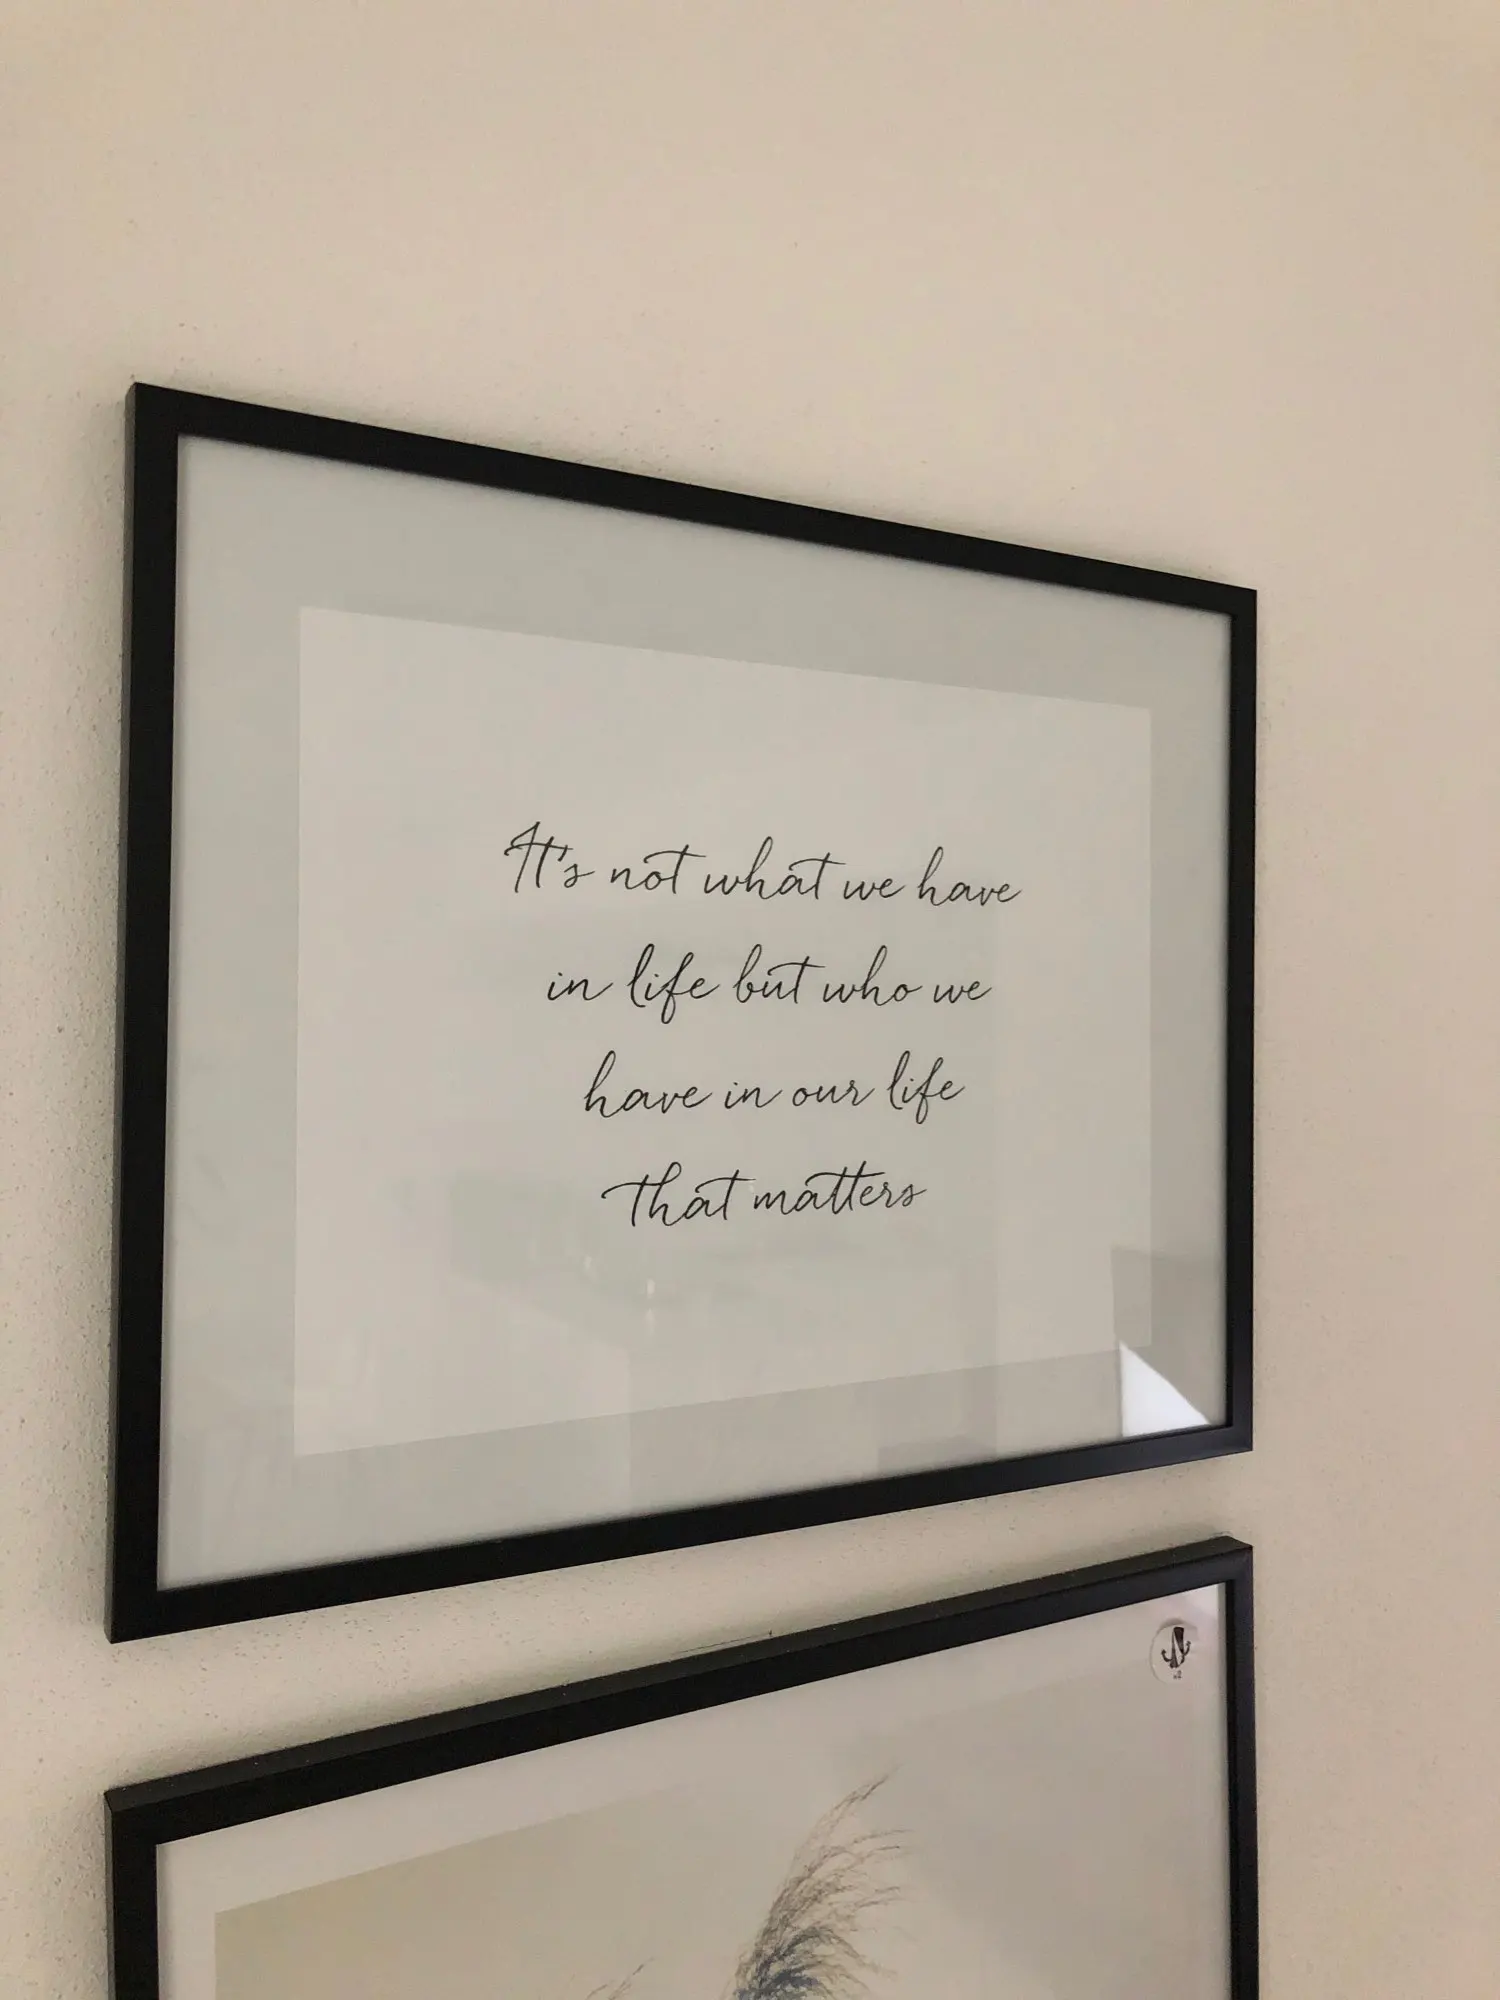 It's not what we have
in life but who we
have in our life
that matters